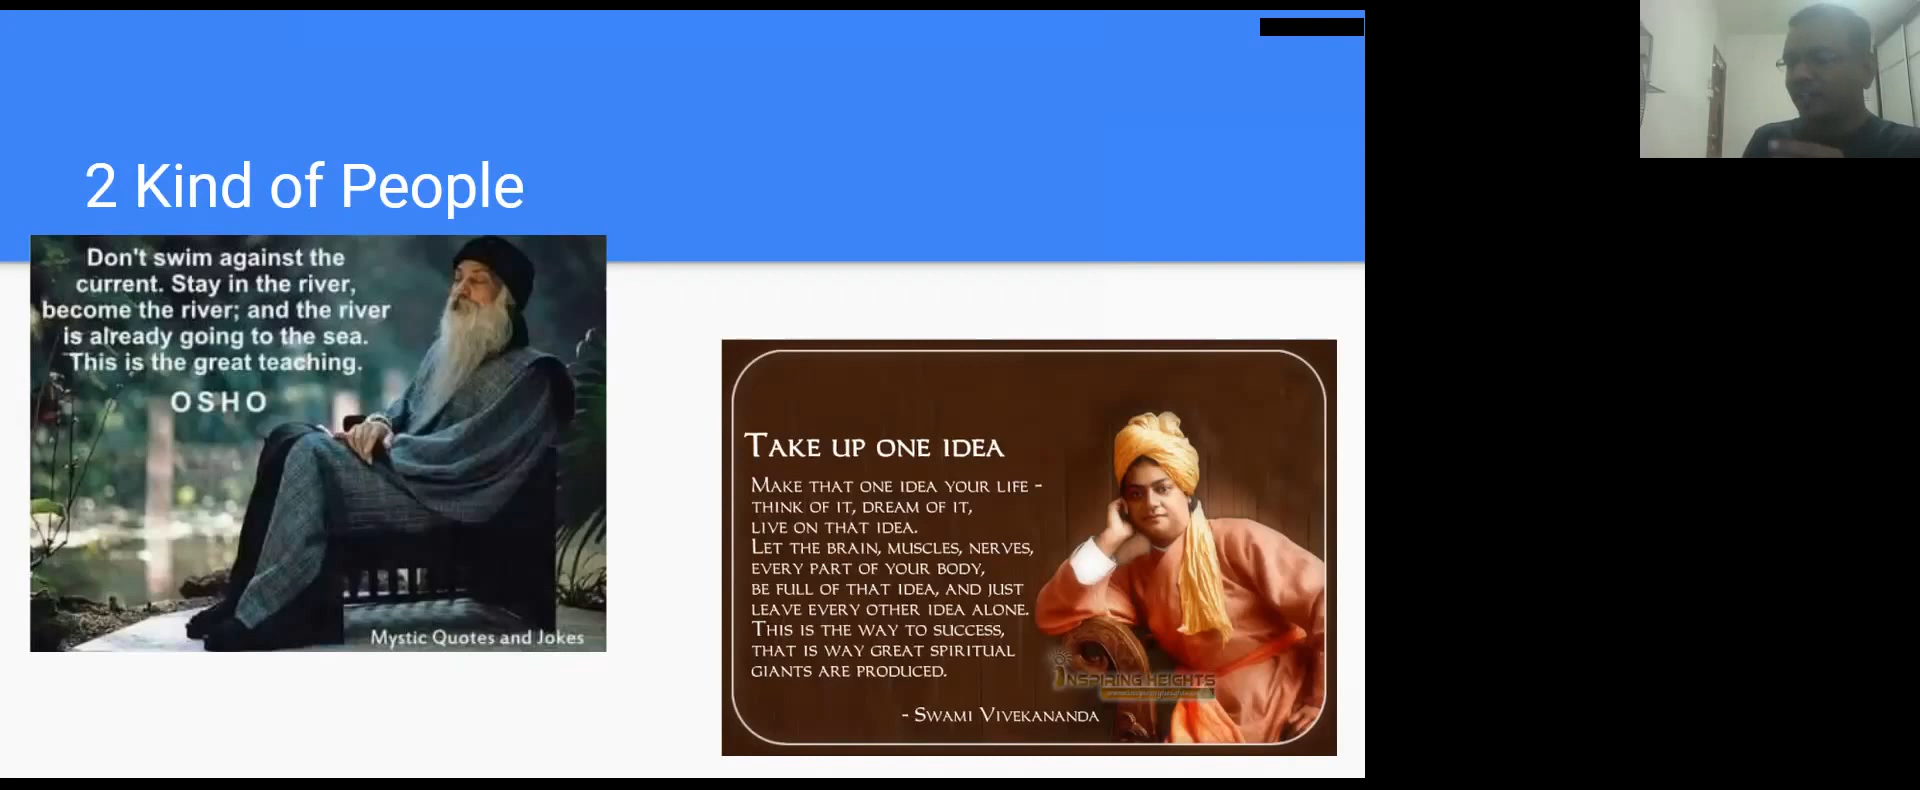 2 Kind of People
Don't swim against the
current. Stay in the river,
become the river; and the river
is already going to the sea.
This is the great teaching.
OSHO
Mystic Quotes and Jokes
TAKE UP ONE IDEA
MAKE THAT ONE IDEA YOUR LIFE -
THINK OF IT, DREAM OF IT,
LIVE ON THAT IDEA.
LET THE BRAIN, MUSCLES, NERVES,
EVERY PART OF YOUR BODY,
BE FULL OF THAT IDEA, AND JUST
LEAVE EVERY OTHER IDEA ALONE.
THIS IS THE WAY TO SUCCESS,
THAT IS WAY GREAT SPIRITUAL
GIANTS ARE PRODUCED.
INSPIRING HEIGHTS
- SWAMI VIVEKANANDA